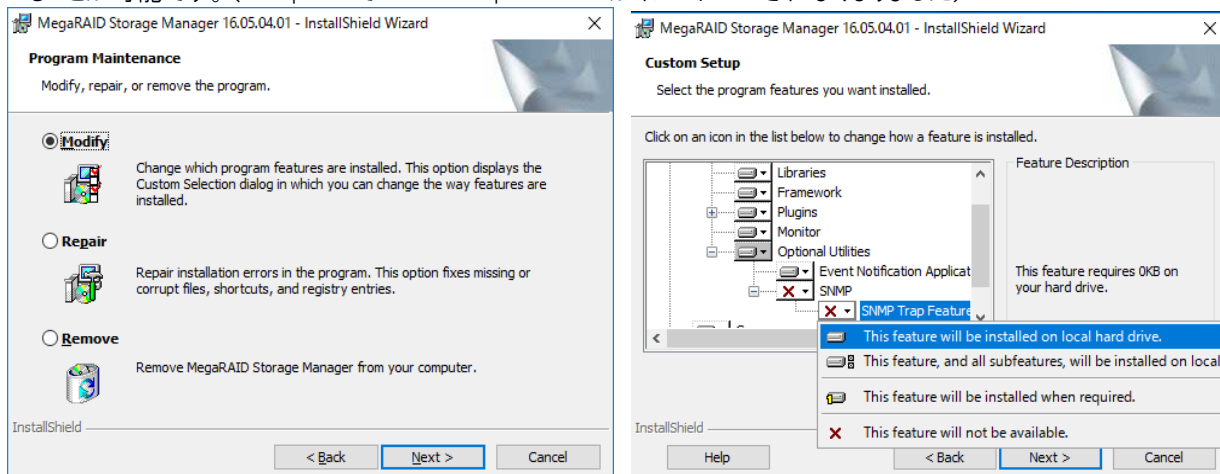 MegaRAID Storage Manager 16.05.04.01 - InstallShield Wizard
Program Maintenance
Modify, repair, or remove the program.
Modify
Change which program features are installed. This option displays the
Custom Selection dialog in which you can change the way features are
installed.
Repair
Repair installation errors in the program. This option fixes missing or
corrupt files, shortcuts, and registry entries.
Remove
Remove MegaRAID Storage Manager from your computer.
InstallShield
< Back
Next >
Cancel
MegaRAID Storage Manager 16.05.04.01 - InstallShield Wizard
Custom Setup
Select the program features you want installed.
Click on an icon in the list below to change how a feature is installed.
Libraries
Framework
Plugins
Monitor
Optional Utilities
Event Notification Applicat
SNMP
SNMP Trap Feature
Feature Description
This feature requires 0KB on
your hard drive.
This feature will be installed on local hard drive.
This feature, and all subfeatures, will be installed on local
This feature will be installed when required.
This feature will not be available.
InstallShield
Help
< Back
Next >
Cancel